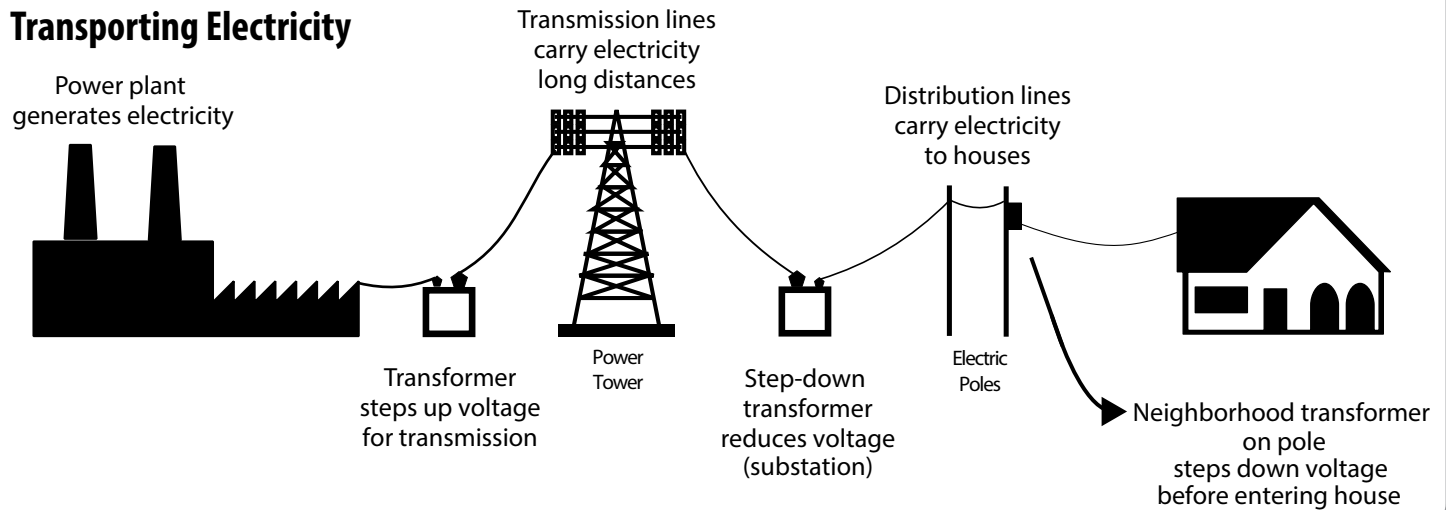 Transporting Electricity
Power plant
generates electricity
Transformer
steps up voltage
for transmission
Transmission lines
carry electricity
long distances
Power
Tower
Step-down
transformer
reduces voltage
(substation)
Distribution lines
carry electricity
to houses
Electric
Poles
Neighborhood transformer
on pole
steps down voltage
before entering house